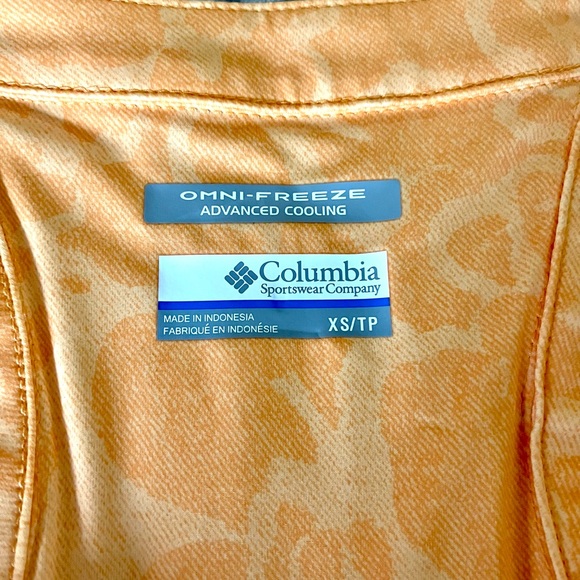 OMNI-FREEZE
ADVANCED COOLING
Columbia
Sportswear Company
MADE IN INDONESIA
FABRIQUÉ EN INDONÉSIE
XS/TP